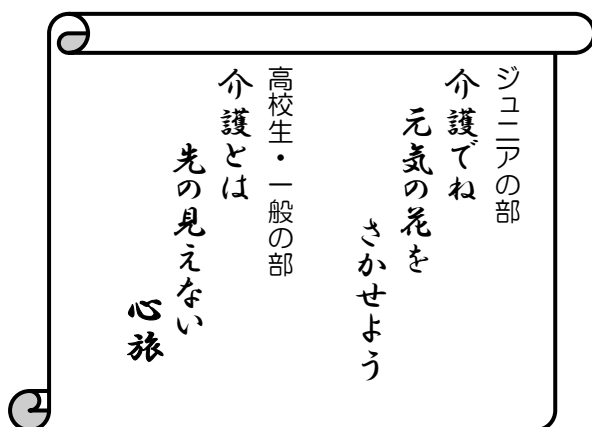 ジュニアの部
介護でね
元気の花を
さかせよう
高校生・一般の部
介護とは
先の見えない
心旅